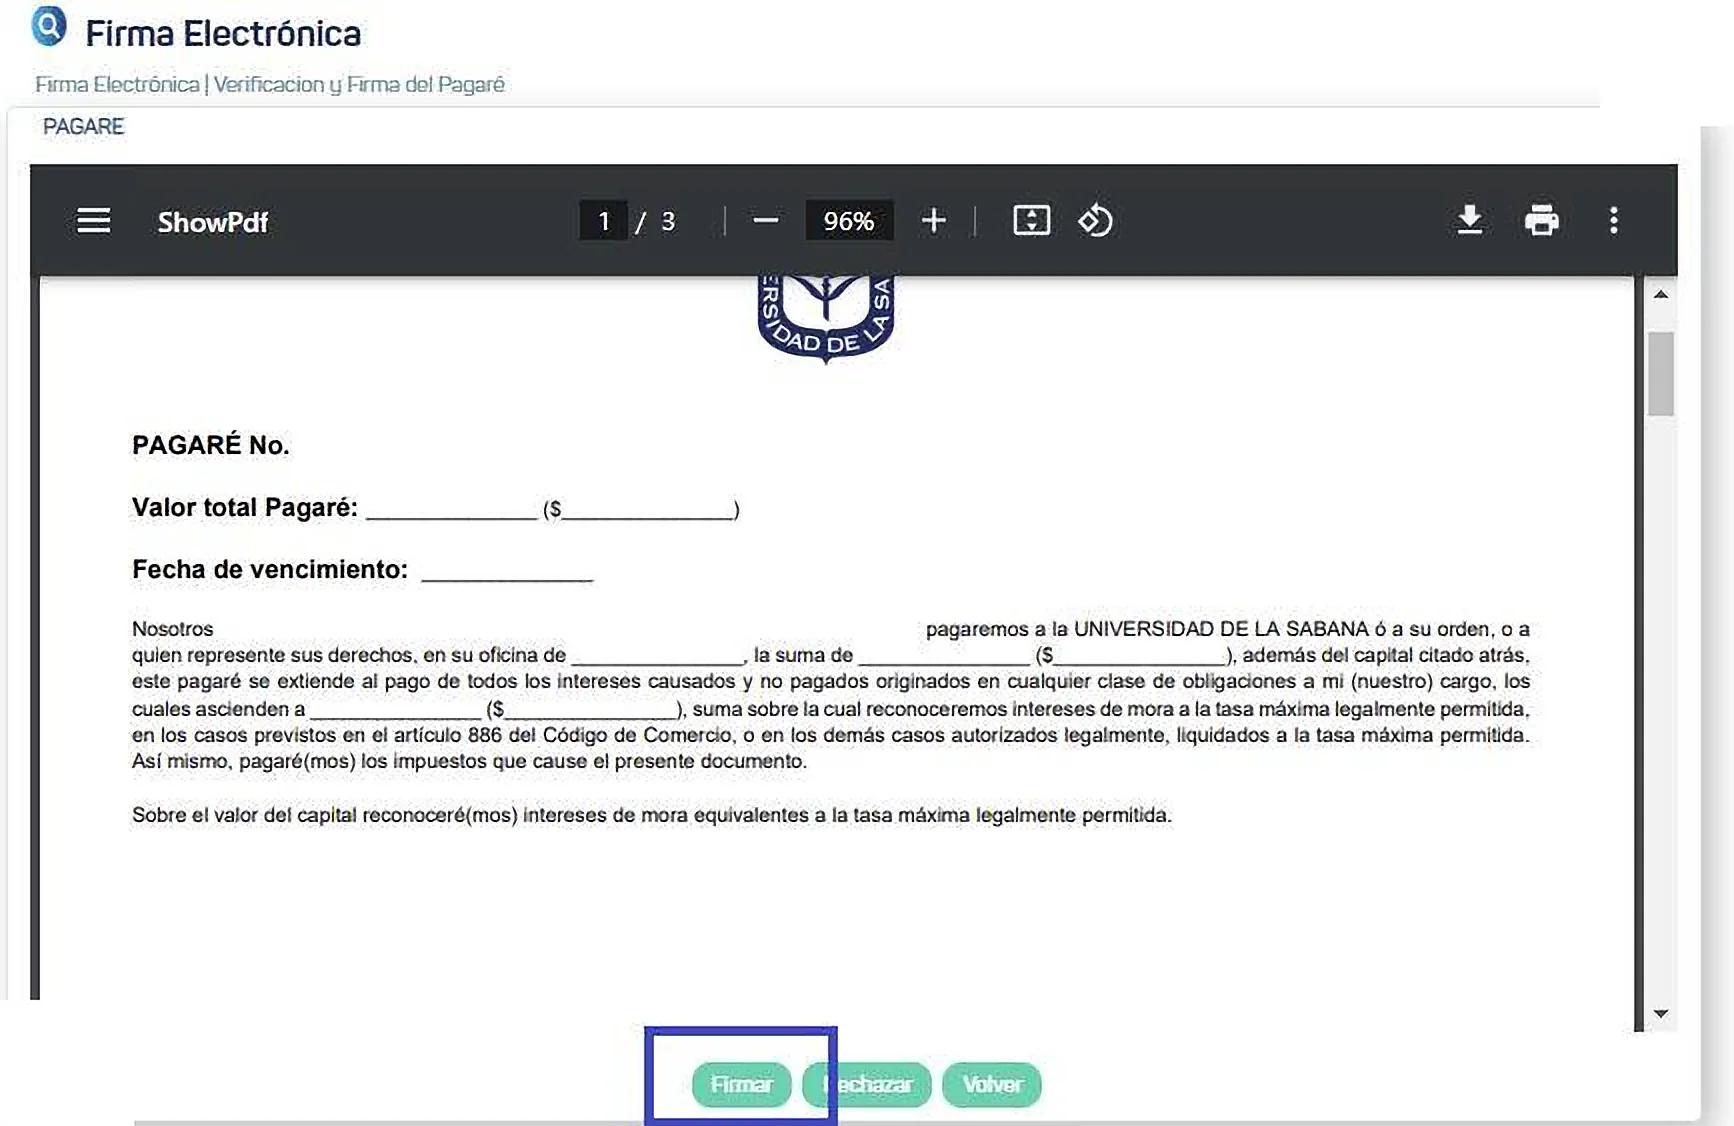 Firma Electrónica
Firma Electrónica | Verificacion y Firma del Pagaré
PAGARE
ShowPdf
1 / 3
96%
ERSIDAD DE LA SA
PAGARÉ No.
Valor total Pagaré: ____________ ($____________)
Fecha de vencimiento: ____________
Nosotros pagaremos a la UNIVERSIDAD DE LA SABANA ó a su orden, o a
quien represente sus derechos, en su oficina de ____________, la suma de ____________ ($____________), además del capital citado atrás,
este pagaré se extiende al pago de todos los intereses causados y no pagados originados en cualquier clase de obligaciones a mi (nuestro) cargo, los
cuales ascienden a ____________ ($____________), suma sobre la cual reconoceremos intereses de mora a la tasa máxima legalmente permitida,
en los casos previstos en el artículo 886 del Código de Comercio, o en los demás casos autorizados legalmente, liquidados a la tasa máxima permitida.
Así mismo, pagaré(mos) los impuestos que cause el presente documento.
Sobre el valor del capital reconoceré(mos) intereses de mora equivalentes a la tasa máxima legalmente permitida.
Firmar Rechazar Volver